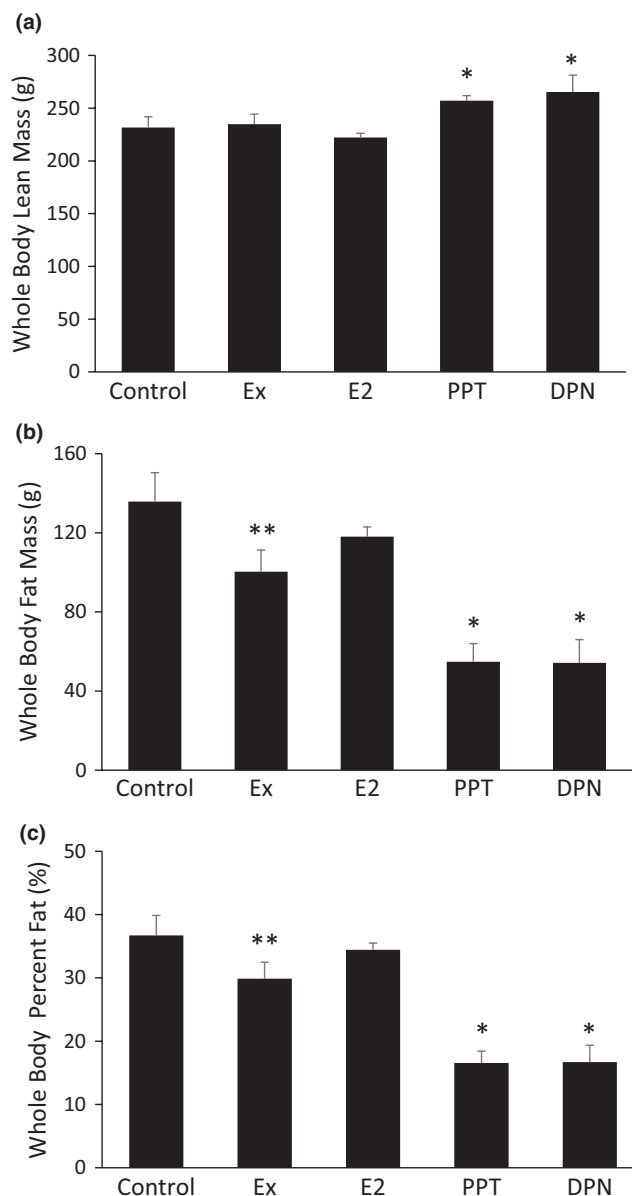 (a)
Whole Body Lean Mass (g)
300
250
200
150
100
50
0
* *
Control Ex E2 PPT DPN
(b)
Whole Body Fat Mass (g)
160
120
80
40
0
** * *
Control Ex E2 PPT DPN
(c)
Whole Body Percent Fat (%)
50
40
30
20
10
0
** * *
Control Ex E2 PPT DPN